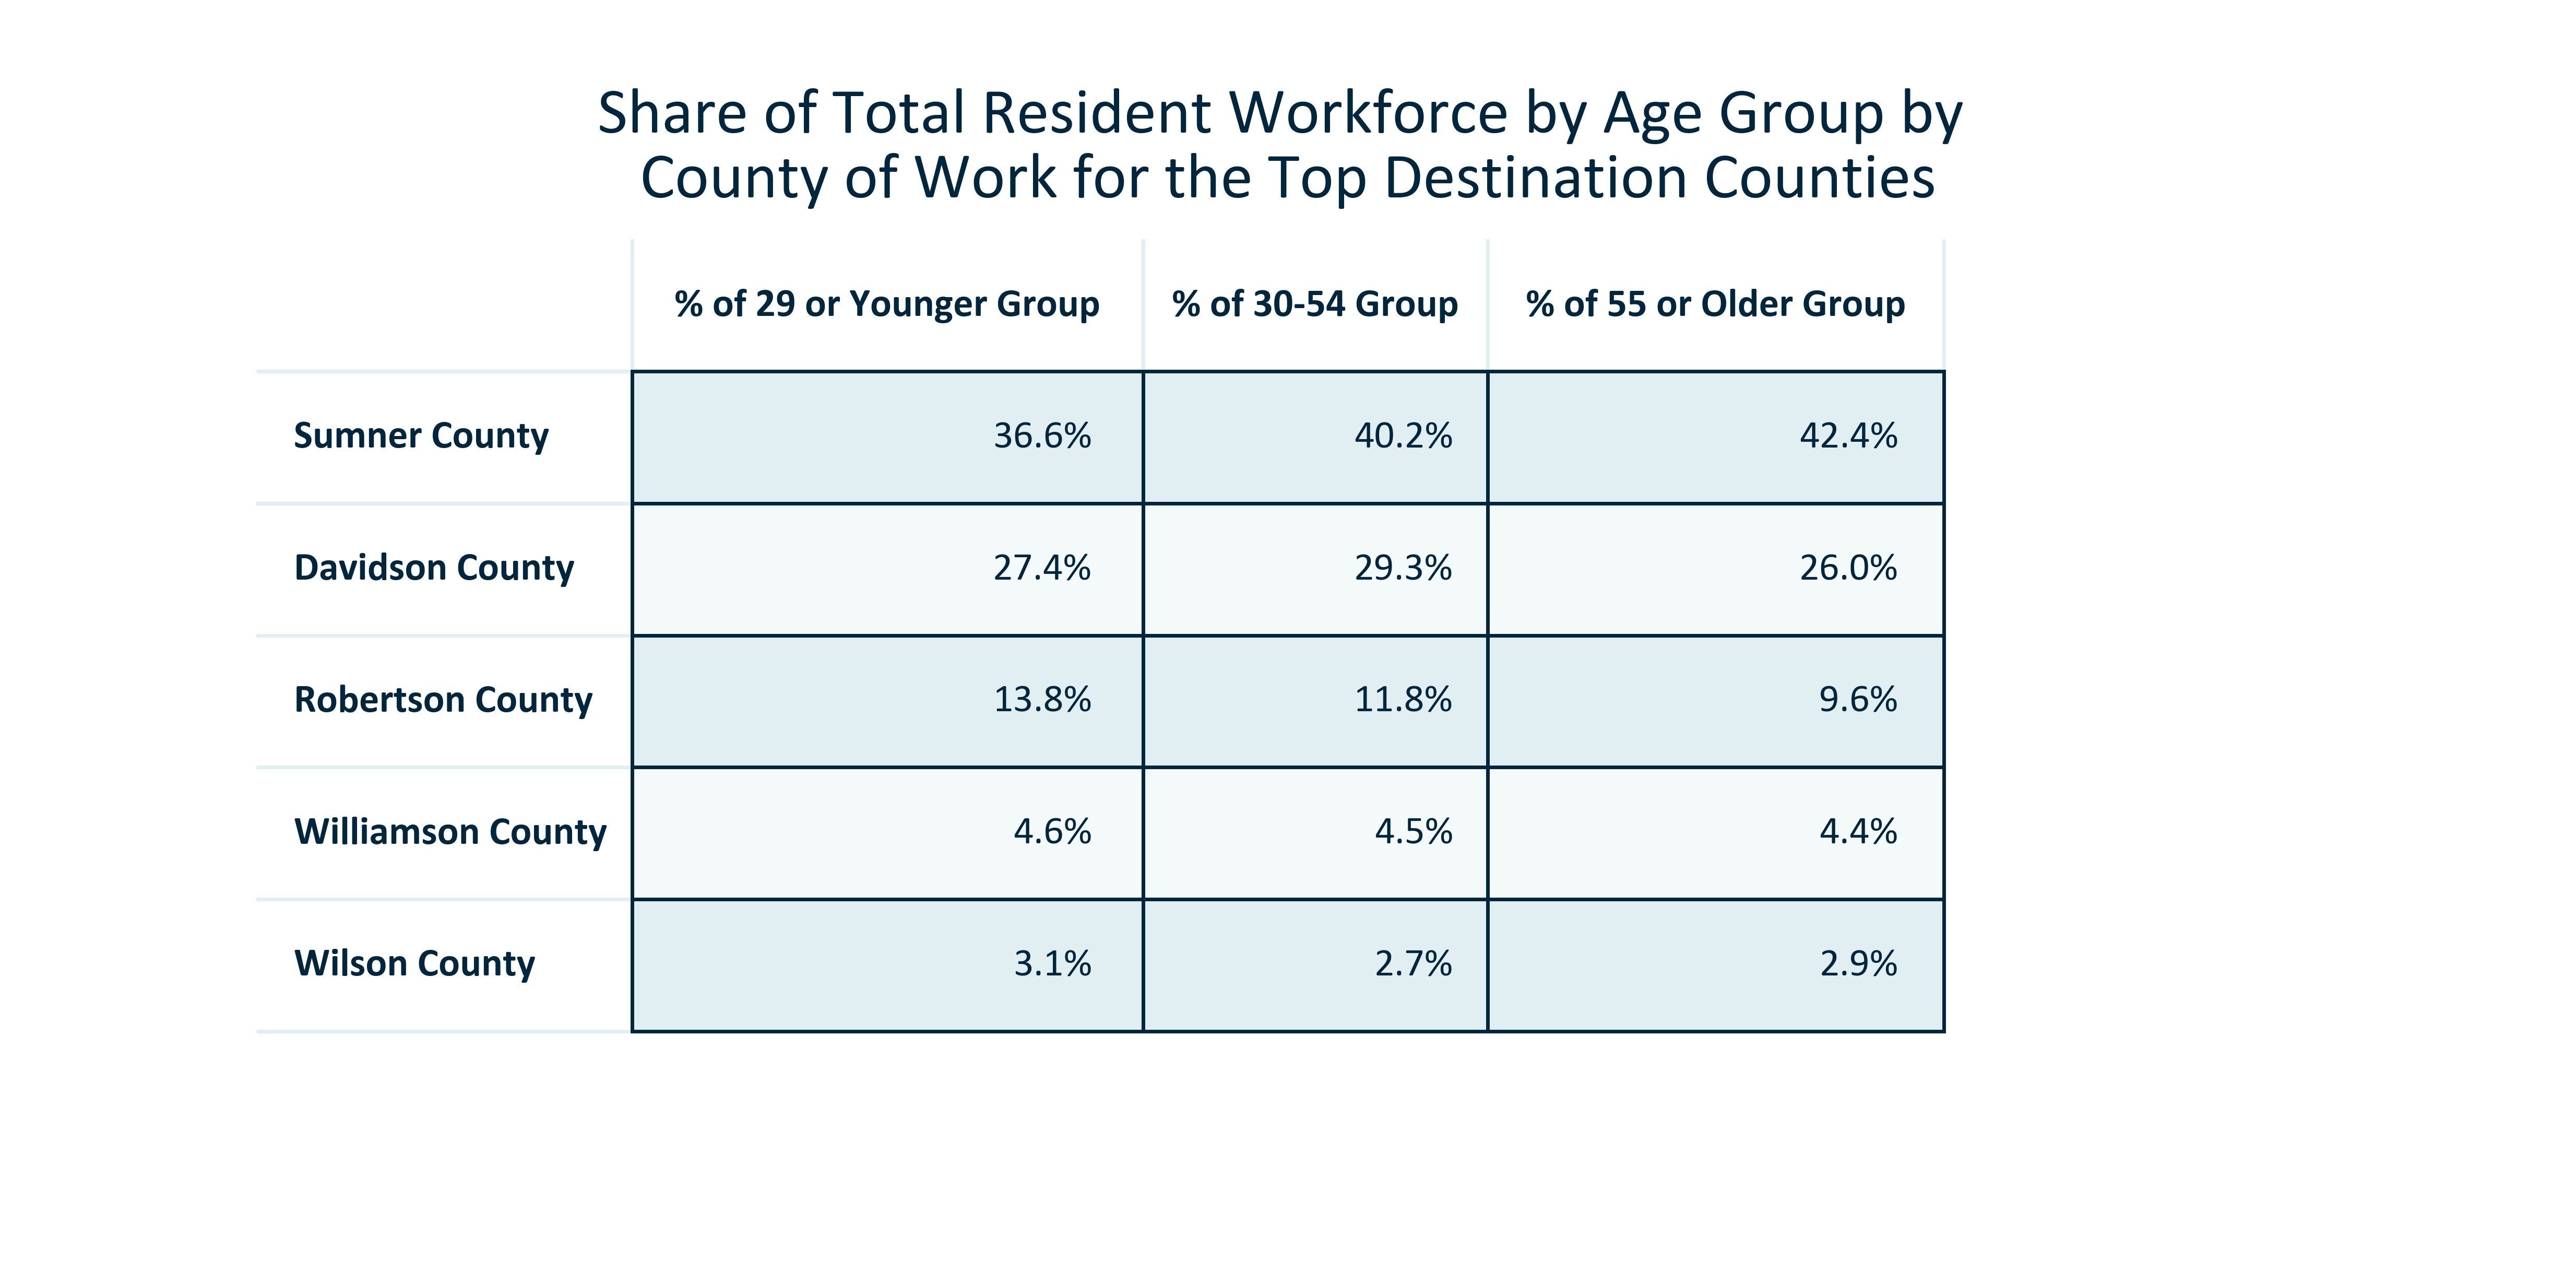 Share of Total Resident Workforce by Age Group by
County of Work for the Top Destination Counties
% of 29 or Younger Group % of 30-54 Group % of 55 or Older Group
Sumner County 36.6% 40.2% 42.4%
Davidson County 27.4% 29.3% 26.0%
Robertson County 13.8% 11.8% 9.6%
Williamson County 4.6% 4.5% 4.4%
Wilson County 3.1% 2.7% 2.9%